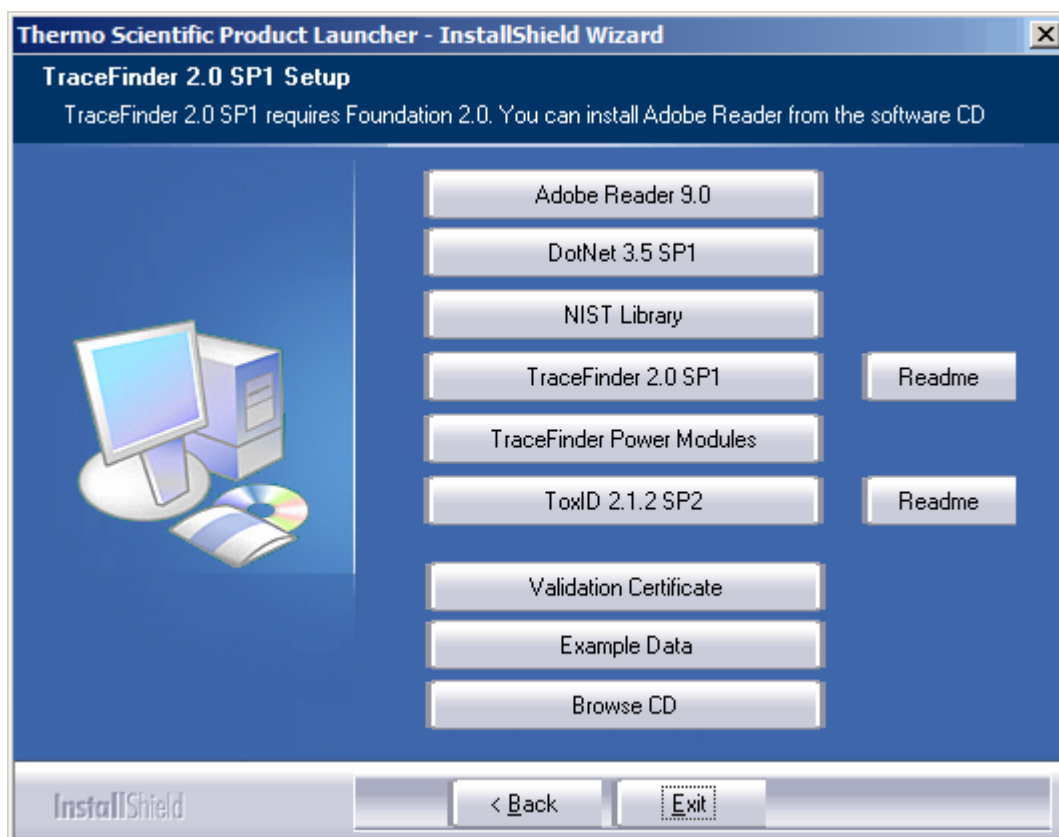 Thermo Scientific Product Launcher - InstallShield Wizard
TraceFinder 2.0 SP1 Setup
TraceFinder 2.0 SP1 requires Foundation 2.0. You can install Adobe Reader from the software CD
Adobe Reader 9.0
DotNet 3.5 SP1
NIST Library
TraceFinder 2.0 SP1 Readme
TraceFinder Power Modules
ToxID 2.1.2 SP2 Readme
Validation Certificate
Example Data
Browse CD
InstallShield < Back Exit